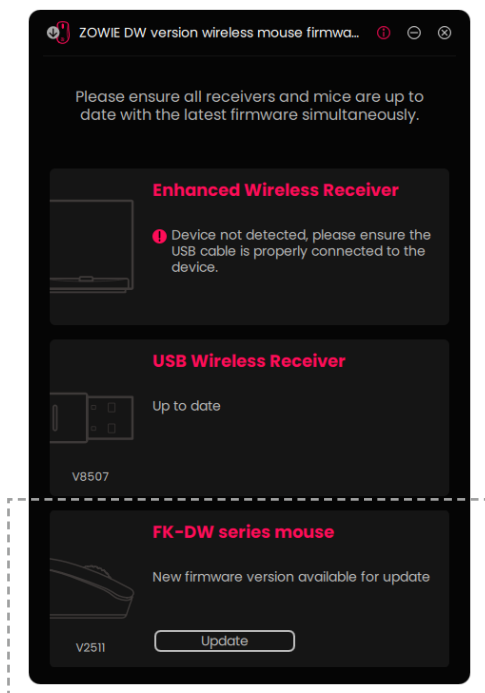 ZOWIE DW version wireless mouse firmwa...
Please ensure all receivers and mice are up to
date with the latest firmware simultaneously.
Enhanced Wireless Receiver
Device not detected, please ensure the
USB cable is properly connected to the
device.
USB Wireless Receiver
Up to date
V8507
FK-DW series mouse
New firmware version available for update
V2511
Update